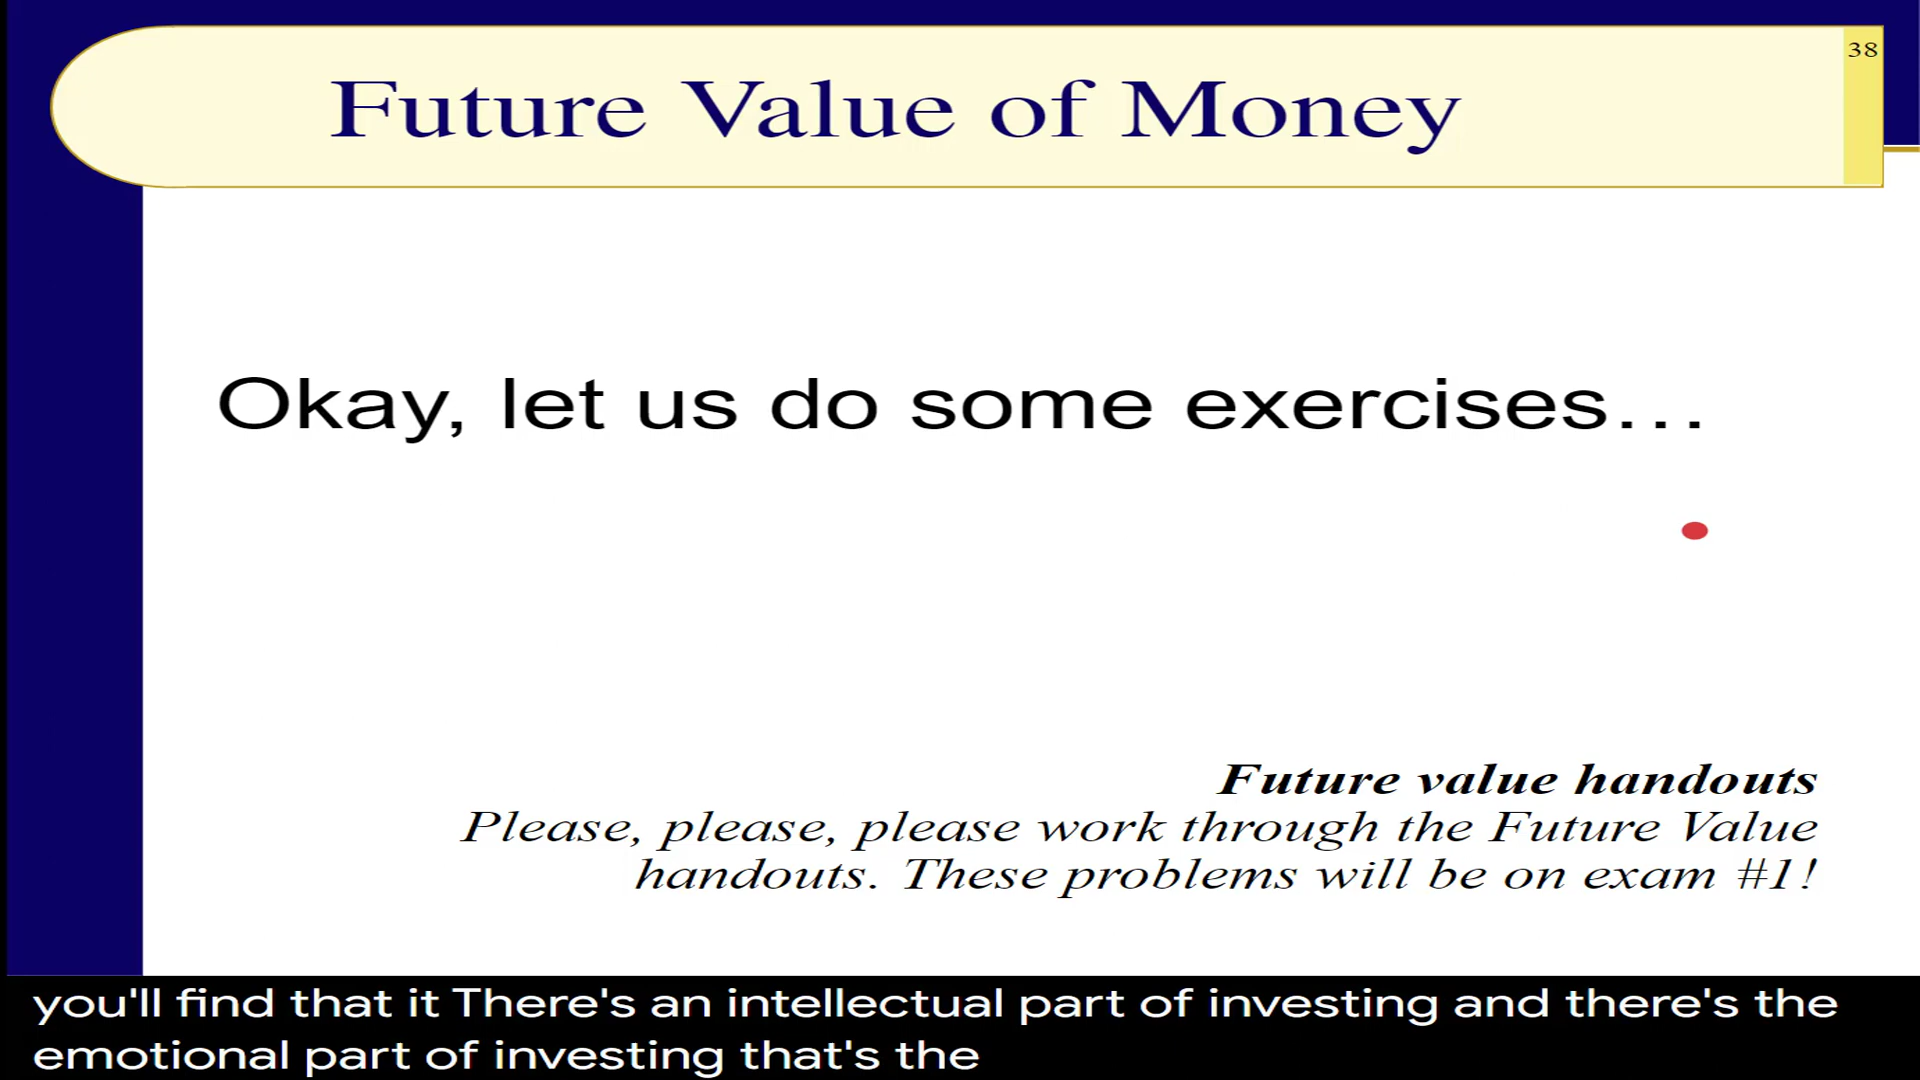 38
Future Value of Money
Okay, let us do some exercises…
Future value handouts
Please, please, please work through the Future Value
handouts. These problems will be on exam #1!
you'll find that it There's an intellectual part of investing and there's the
emotional part of investing that's the